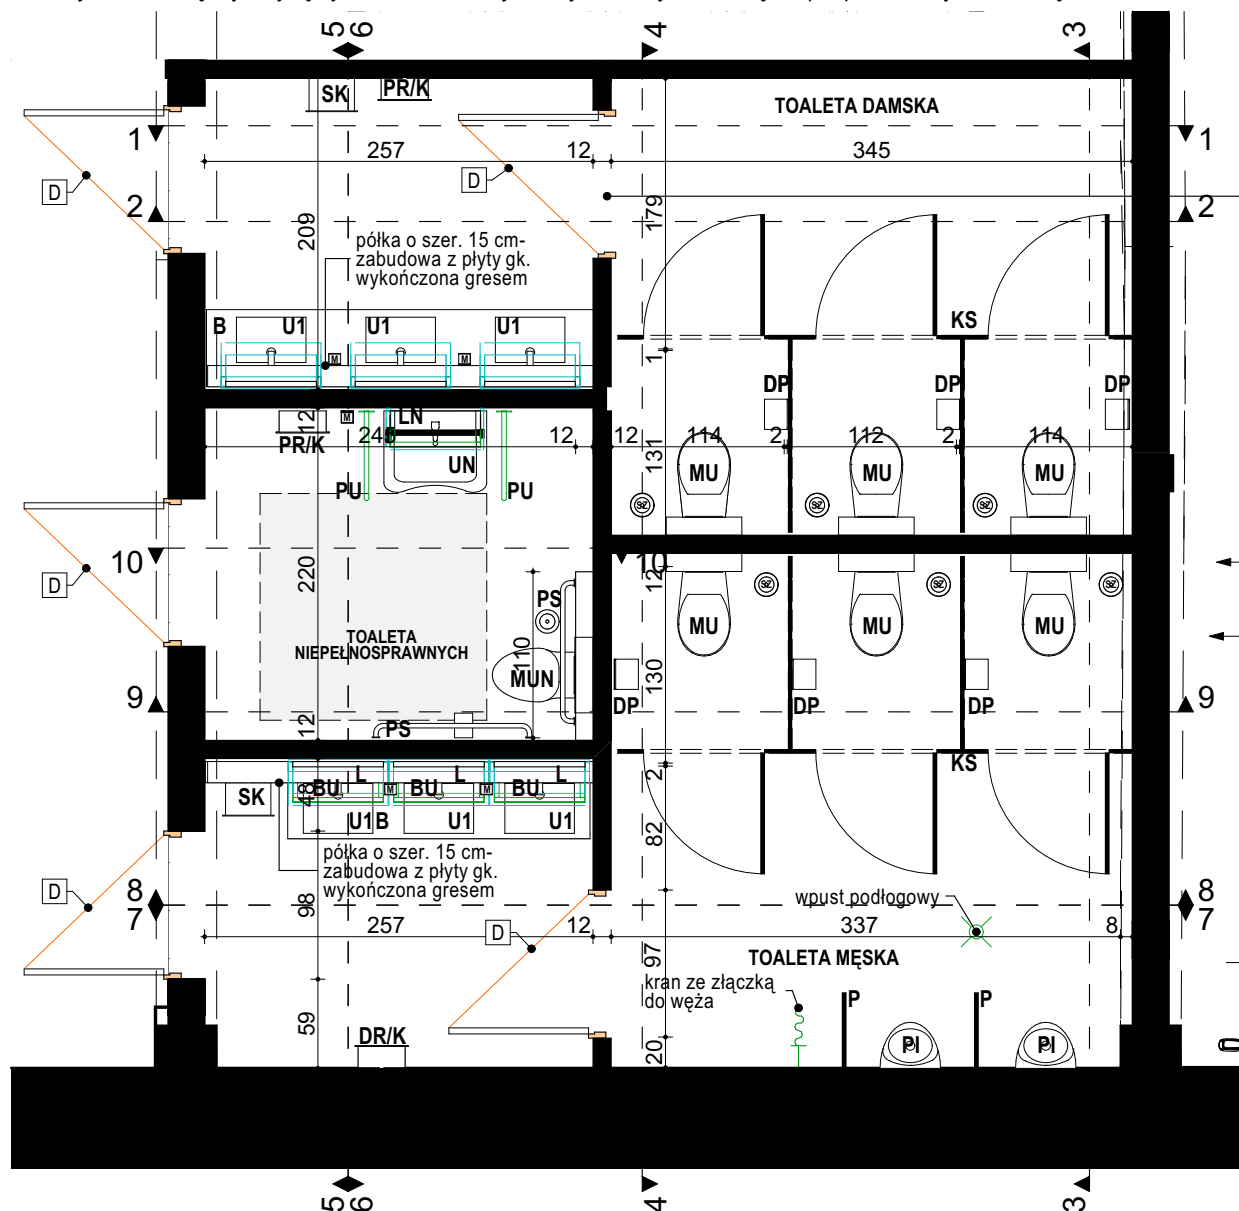 5
6
4
3
SK
PR/K
TOALETA DAMSKA
1
1
257
12
345
D
D
2
2
209
179
półka o szer. 15 cm-
zabudowa z płyty gk.
wykończona gresem
B
U1
U1
U1
KS
M
M
1
DP
DP
DP
12
M
LN
PR/K
12
12
114
2
112
2
114
131
UN
MU
MU
MU
PU
PU
SZ
SZ
SZ
10
10
D
220
12
SZ
SZ
SZ
PS
TOALETA
NIEPEŁNOSPRAWNYCH
110
MU
MU
MU
MUN
130
9
9
DP
DP
DP
12
PS
KS
2
L
L
L
BU
BU
BU
SK
48
M
M
U1
B
U1
U1
82
półka o szer. 15 cm-
zabudowa z płyty gk.
wykończona gresem
D
8
7
8
7
98
wpust podłogowy
257
12
D
337
8
97
TOALETA MĘSKA
kran ze złączką
do węża
P
P
59
DR/K
20
PI
PI
5
6
4
3